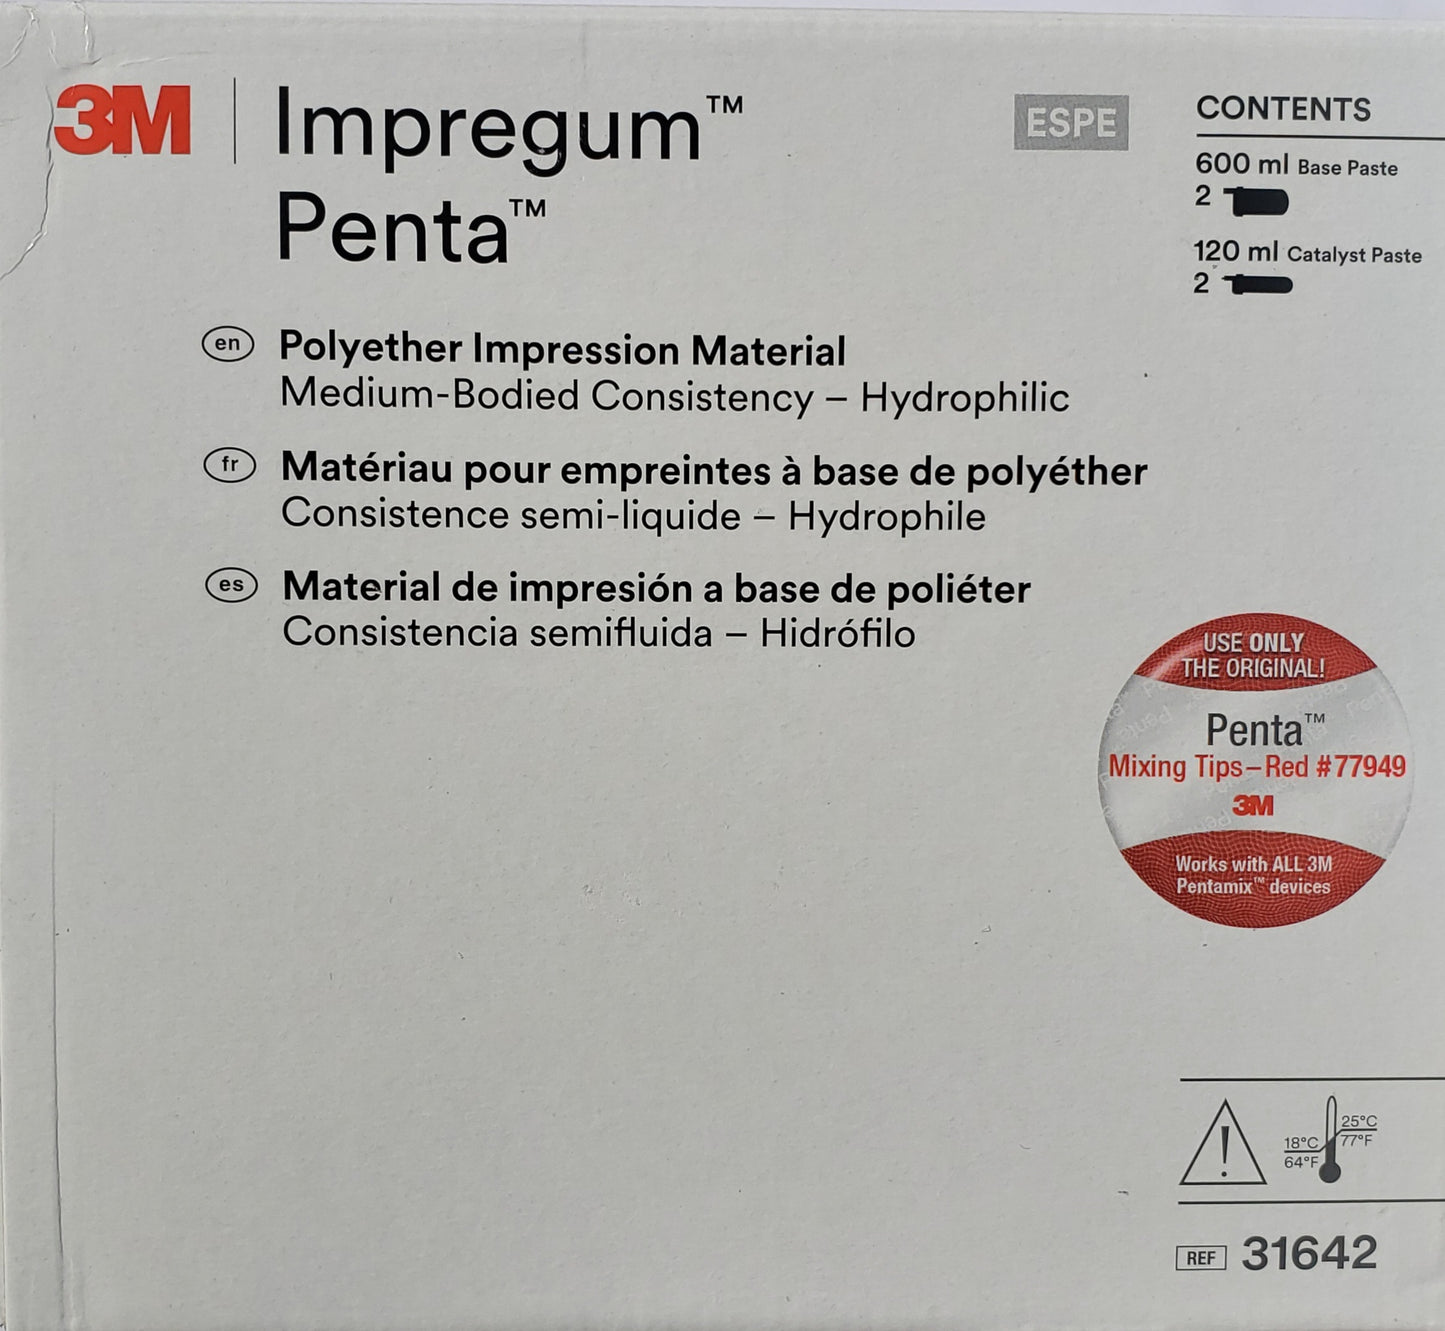 3M
Impregum™
Penta™
ESPE
CONTENTS
600 ml Base Paste
2
120 ml Catalyst Paste
2
en
Polyether Impression Material
Medium-Bodied Consistency – Hydrophilic
fr
Matériau pour empreintes à base de polyéther
Consistence semi-liquide – Hydrophile
es
Material de impresión a base de poliéter
Consistencia semifluida – Hidrófilo
USE ONLY
THE ORIGINAL!
Penta™
Mixing Tips–Red #77949
3M
Works with ALL 3M
Pentamix™ devices
25°C
77°F
18°C
64°F
REF 31642